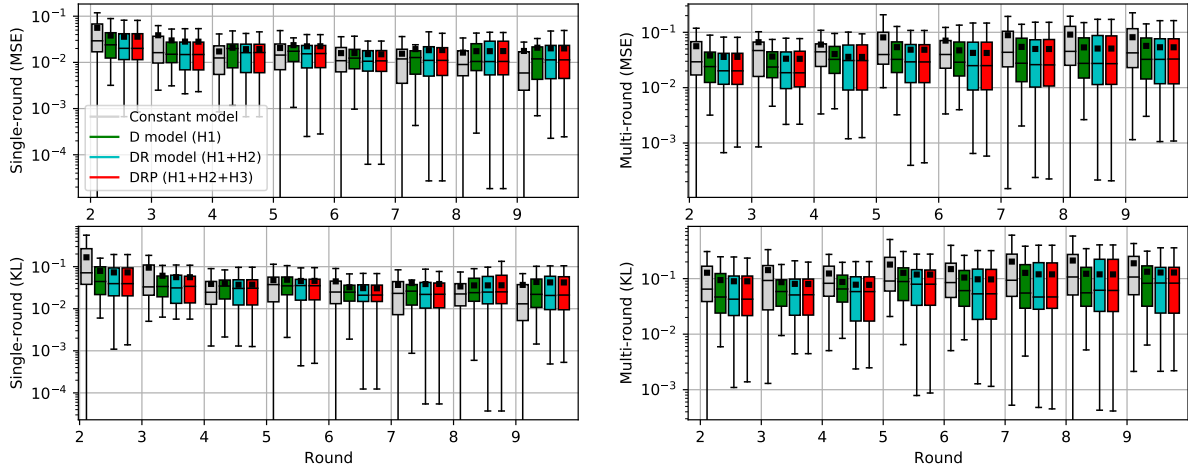 Single-round (MSE)
10⁻¹
10⁻²
10⁻³
10⁻⁴
Constant model
D model (H1)
DR model (H1+H2)
DRP (H1+H2+H3)
2 3 4 5 6 7 8 9
Multi-round (MSE)
10⁻¹
10⁻²
10⁻³
2 3 4 5 6 7 8 9
Single-round (KL)
10⁻¹
10⁻²
10⁻³
10⁻⁴
2 3 4 5 6 7 8 9
Round
Multi-round (KL)
10⁻¹
10⁻²
10⁻³
2 3 4 5 6 7 8 9
Round